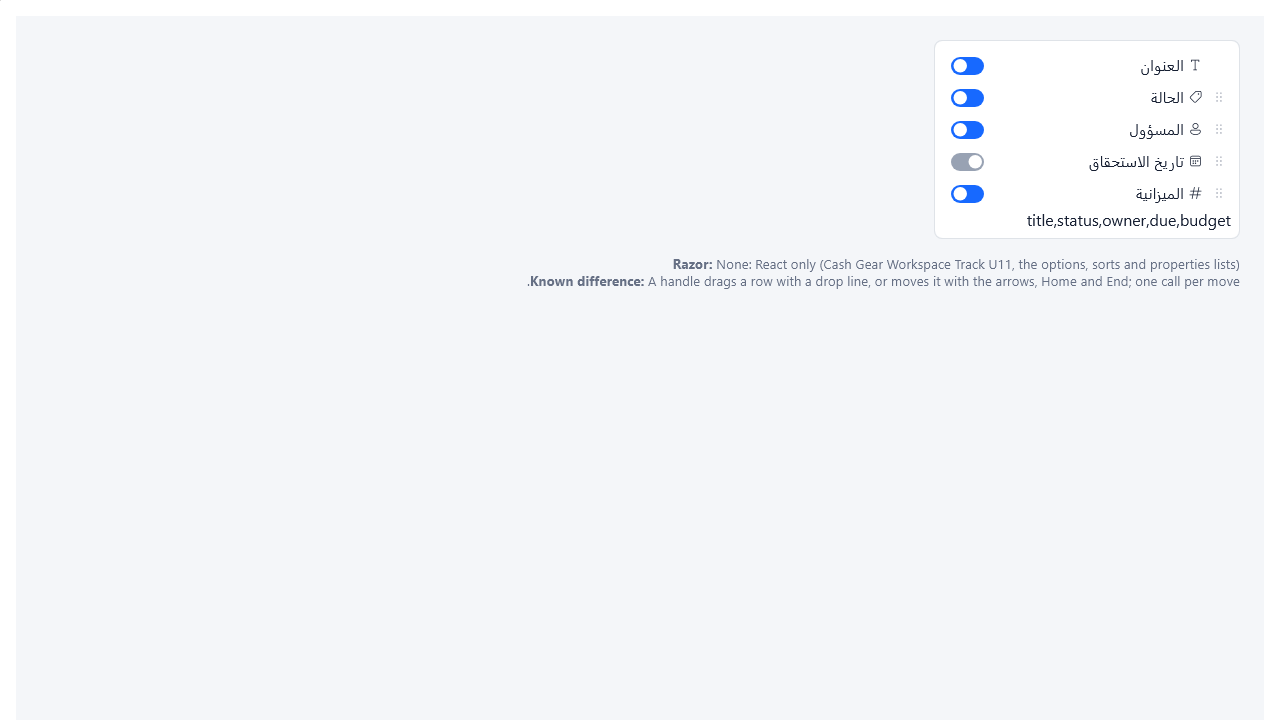 العنوان
الحالة
المسؤول
تاريخ الاستحقاق
الميزانية
title,status,owner,due,budget
Razor: None: React only (Cash Gear Workspace Track U11, the options, sorts and properties lists)
Known difference: A handle drags a row with a drop line, or moves it with the arrows, Home and End; one call per move.